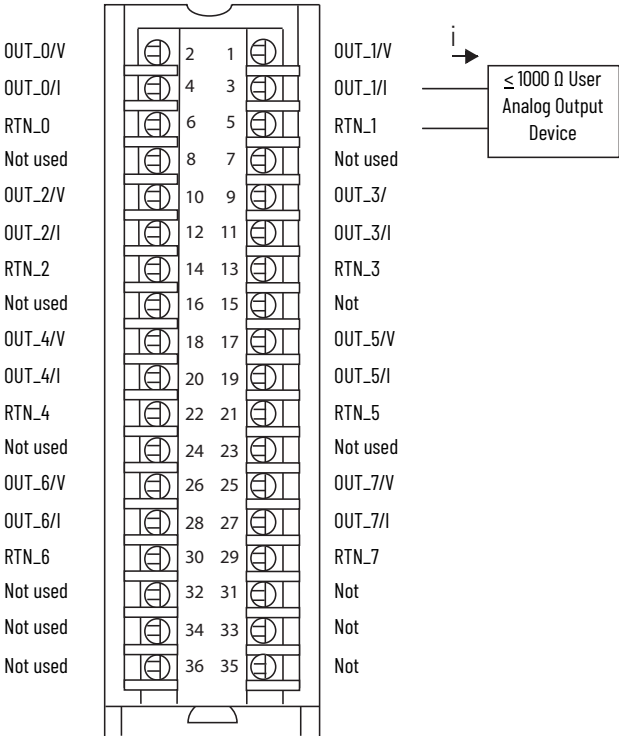 OUT_0/V 2 1 OUT_1/V i
OUT_0/I 4 3 OUT_1/I ≤ 1000 Ω User
Analog Output
RTN_0 6 5 RTN_1 Device
Not used 8 7 Not used
OUT_2/V 10 9 OUT_3/
OUT_2/I 12 11 OUT_3/I
RTN_2 14 13 RTN_3
Not used 16 15 Not
OUT_4/V 18 17 OUT_5/V
OUT_4/I 20 19 OUT_5/I
RTN_4 22 21 RTN_5
Not used 24 23 Not used
OUT_6/V 26 25 OUT_7/V
OUT_6/I 28 27 OUT_7/I
RTN_6 30 29 RTN_7
Not used 32 31 Not
Not used 34 33 Not
Not used 36 35 Not